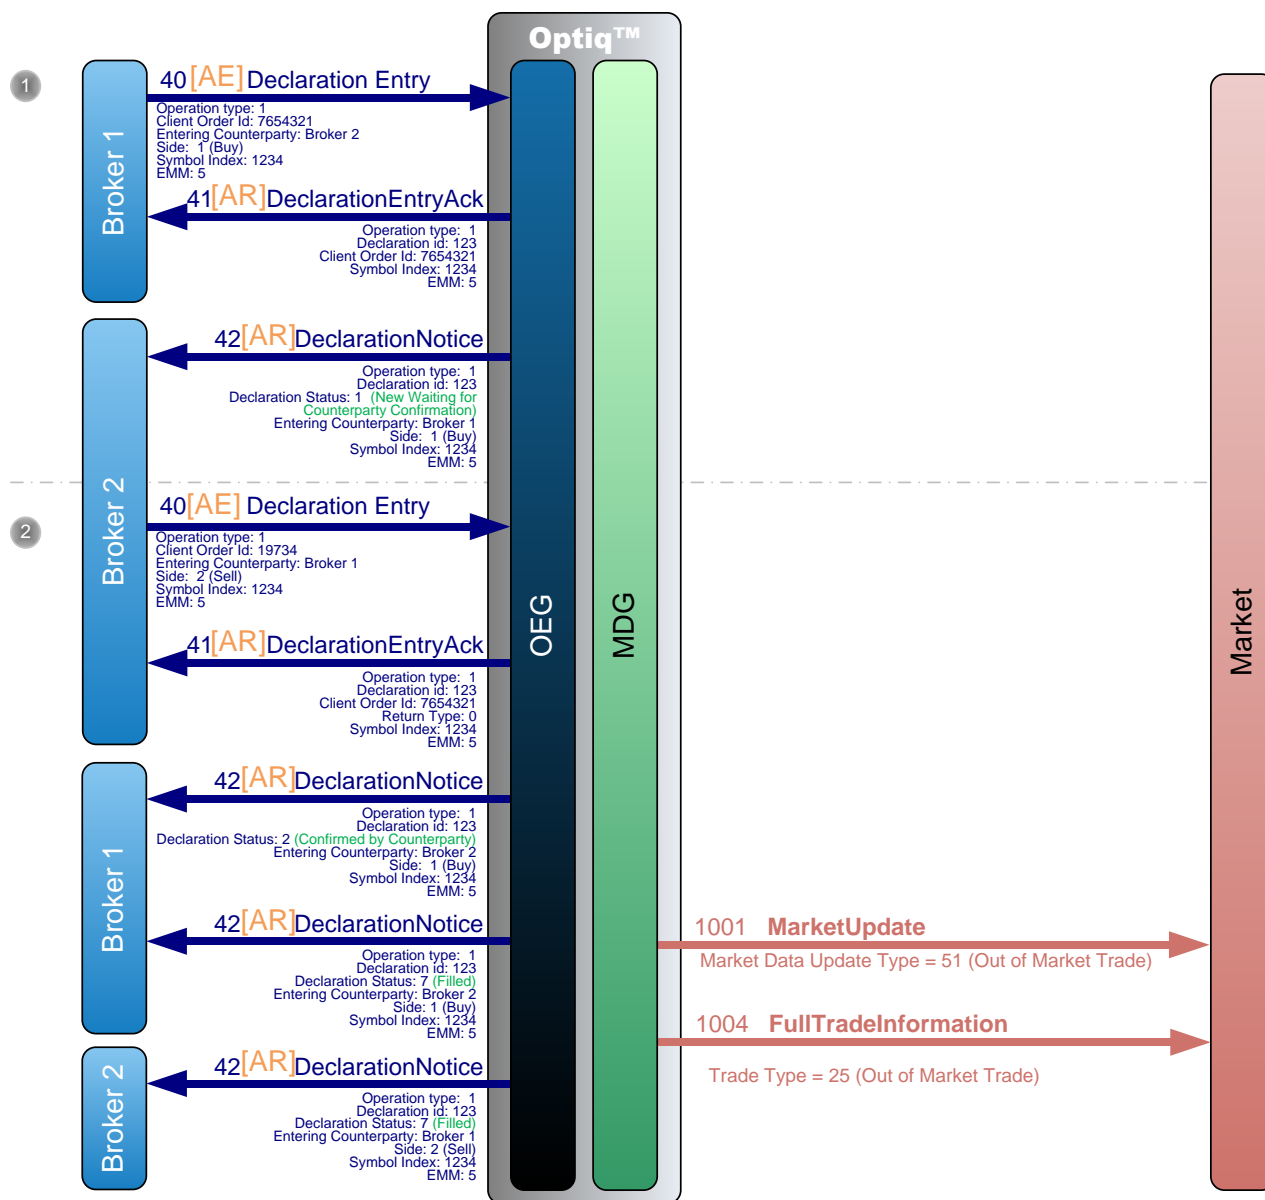 Optiq™
1
Broker 1
40 [AE] Declaration Entry
Operation type: 1
Client Order Id: 7654321
Entering Counterparty: Broker 2
Side: 1 (Buy)
Symbol Index: 1234
EMM: 5
41[AR]DeclarationEntryAck
Operation type: 1
Declaration id: 123
Client Order Id: 7654321
Symbol Index: 1234
EMM: 5
Broker 2
42[AR]DeclarationNotice
Operation type: 1
Declaration id: 123
Declaration Status: 1 (New Waiting for
Counterparty Confirmation)
Entering Counterparty: Broker 1
Side: 1 (Buy)
Symbol Index: 1234
EMM: 5
2
40[AE] Declaration Entry
Operation type: 1
Client Order Id: 19734
Entering Counterparty: Broker 1
Side: 2 (Sell)
Symbol Index: 1234
EMM: 5
OEG
MDG
Market
41[AR]DeclarationEntryAck
Operation type: 1
Declaration id: 123
Client Order Id: 7654321
Return Type: 0
Symbol Index: 1234
EMM: 5
Broker 1
42[AR]DeclarationNotice
Operation type: 1
Declaration id: 123
Declaration Status: 2 (Confirmed by Counterparty)
Entering Counterparty: Broker 2
Side: 1 (Buy)
Symbol Index: 1234
EMM: 5
42[AR]DeclarationNotice
Operation type: 1
Declaration id: 123
Declaration Status: 7 (Filled)
Entering Counterparty: Broker 2
Side: 1 (Buy)
Symbol Index: 1234
EMM: 5
1001 MarketUpdate
Market Data Update Type = 51 (Out of Market Trade)
1004 FullTradeInformation
Trade Type = 25 (Out of Market Trade)
Broker 2
42[AR]DeclarationNotice
Operation type: 1
Declaration id: 123
Declaration Status: 7 (Filled)
Entering Counterparty: Broker 1
Side: 2 (Sell)
Symbol Index: 1234
EMM: 5